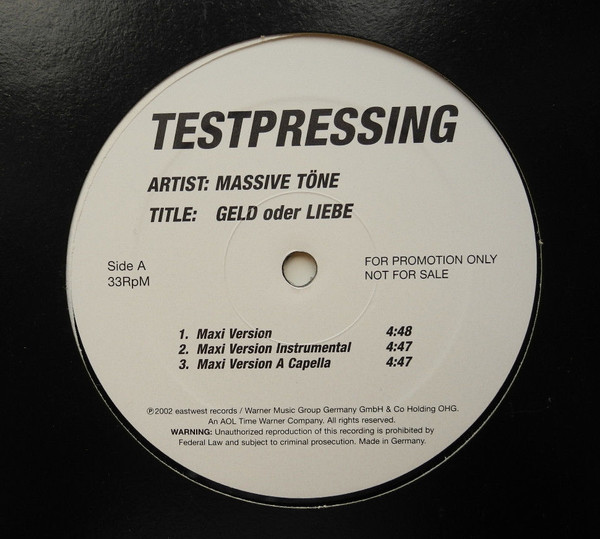 TESTPRESSING
ARTIST: MASSIVE TÖNE
TITLE: GELD oder LIEBE
Side A
33RpM
FOR PROMOTION ONLY
NOT FOR SALE
1. Maxi Version 4:48
2. Maxi Version Instrumental 4:47
3. Maxi Version A Capella 4:47
℗2002 eastwest records / Warner Music Group Germany GmbH & Co Holding OHG.
An AOL Time Warner Company. All rights reserved.
WARNING: Unauthorized reproduction of this recording is prohibited by
Federal Law and subject to criminal prosecution. Made in Germany.